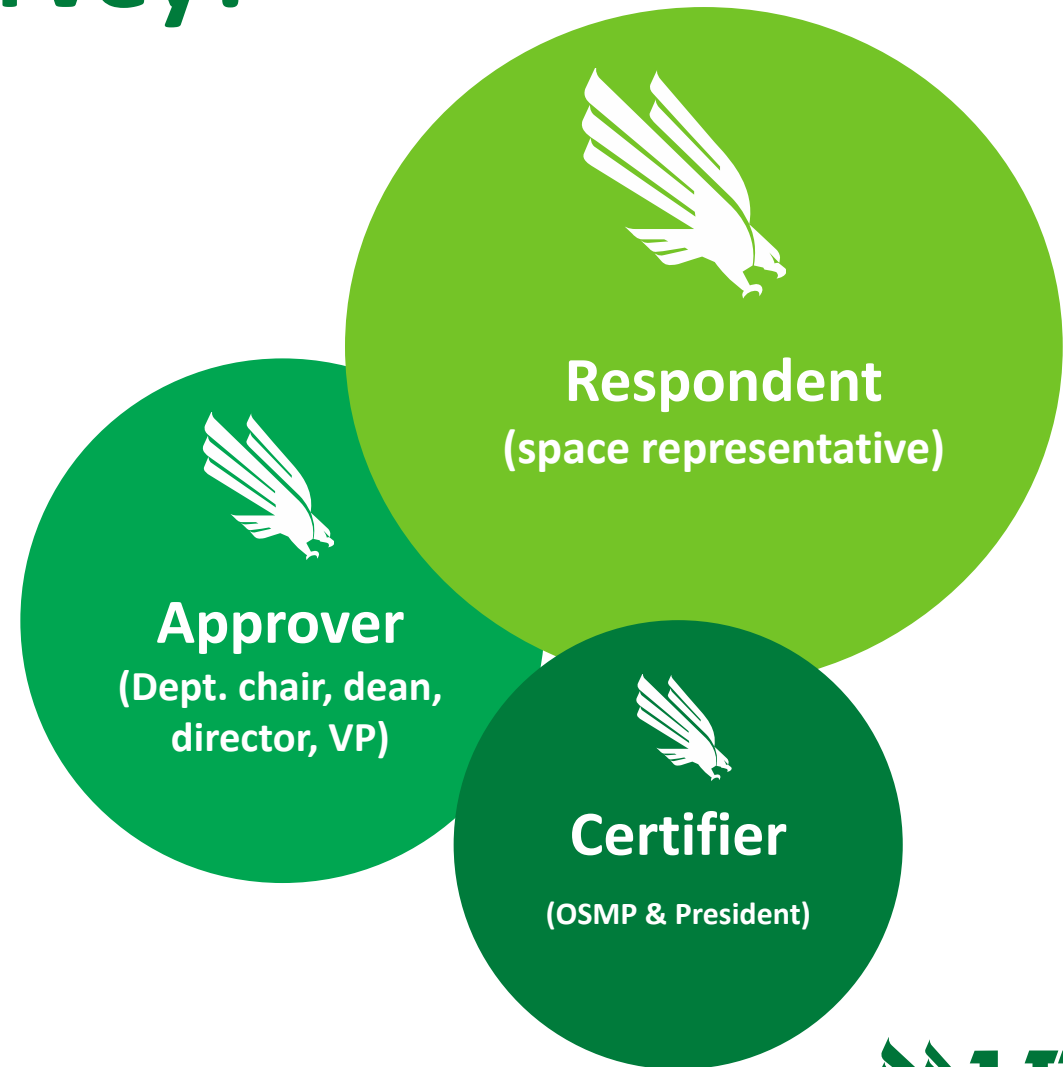 Respondent
(space representative)
Approver
(Dept. chair, dean,
director, VP)
Certifier
(OSMP & President)